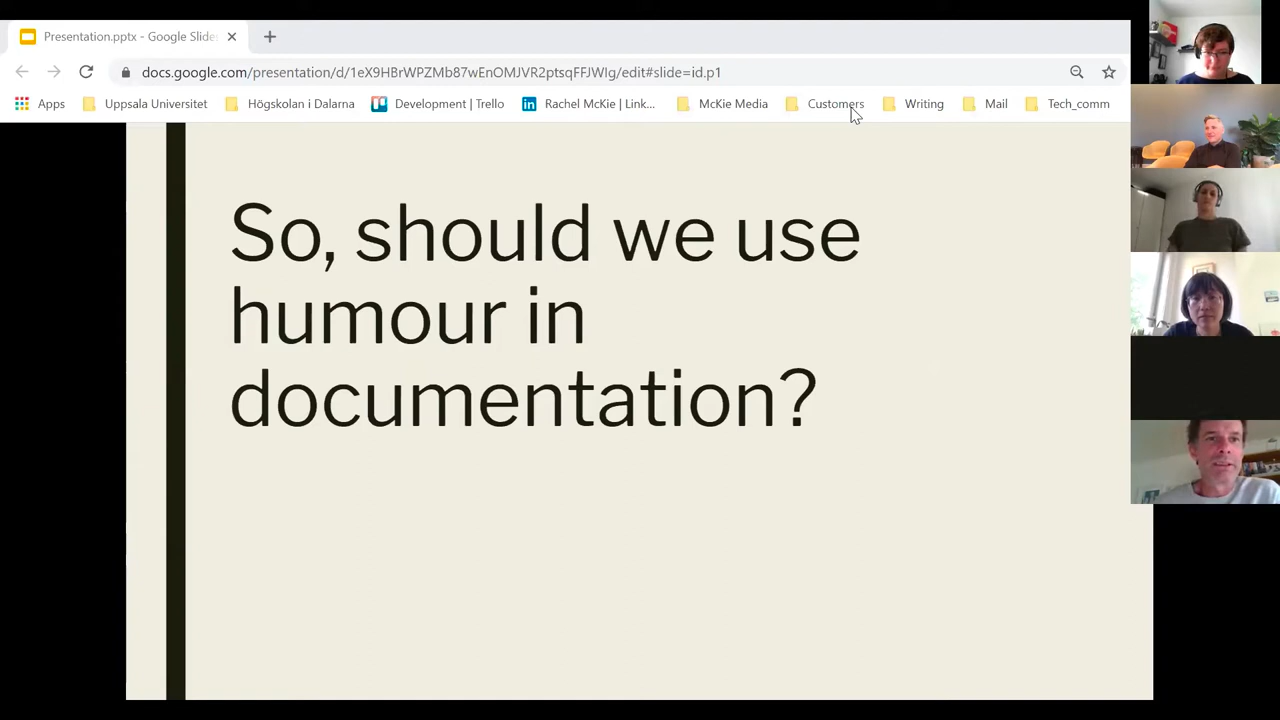 Presentation.pptx - Google Slides
docs.google.com/presentation/d/1eX9HBrWPZMb87wEnOMJVR2ptsqFFJWIg/edit#slide=id.p1
Apps Uppsala Universitet Högskolan i Dalarna Development | Trello Rachel McKie | Link... McKie Media Customers Writing Mail Tech_comm
So, should we use
humour in
documentation?